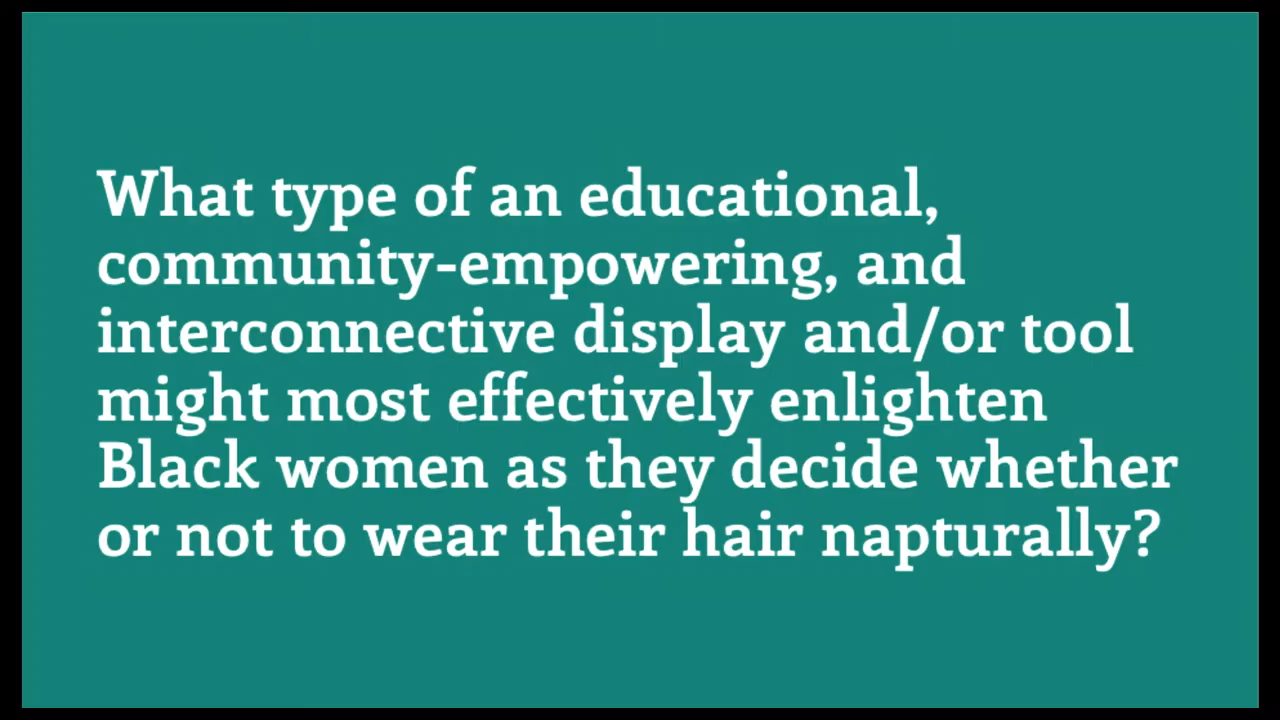 What type of an educational,
community-empowering, and
interconnective display and/or tool
might most effectively enlighten
Black women as they decide whether
or not to wear their hair napturally?